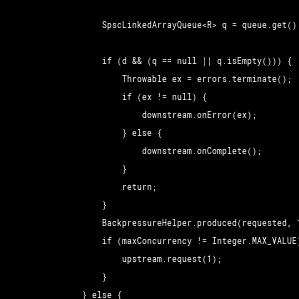 SpscLinkedArrayQueue<R> q = queue.get()
if (d && (q == null || q.isEmpty())) {
Throwable ex = errors.terminate();
if (ex != null) {
downstream.onError(ex);
} else {
downstream.onComplete();
}
return;
}
BackpressureHelper.produced(requested,
if (maxConcurrency != Integer.MAX_VALUE
upstream.request(1);
}
} else {